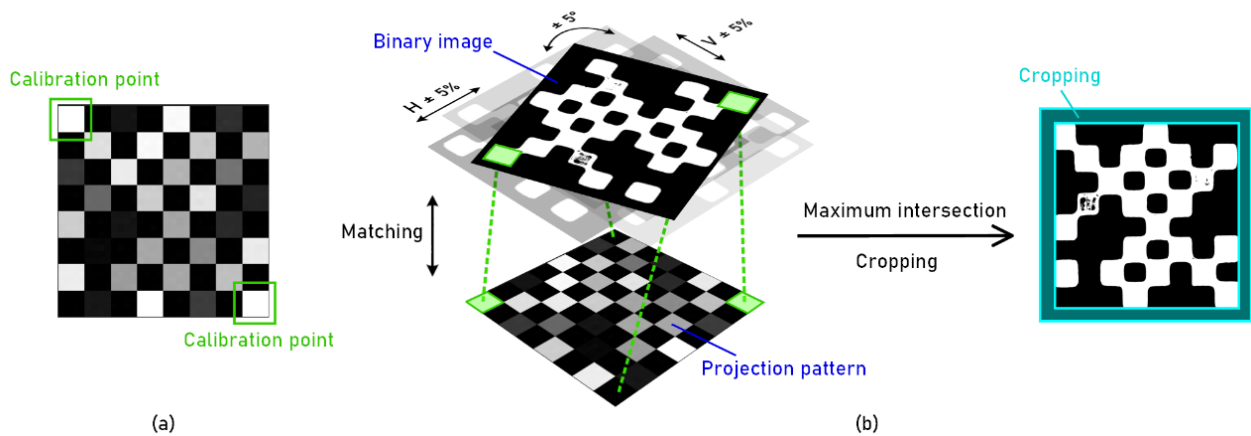 Calibration point
Calibration point
(a)
Binary image
± 5°
V ± 5%
H ± 5%
Matching
Projection pattern
Maximum intersection
Cropping
Cropping
(b)